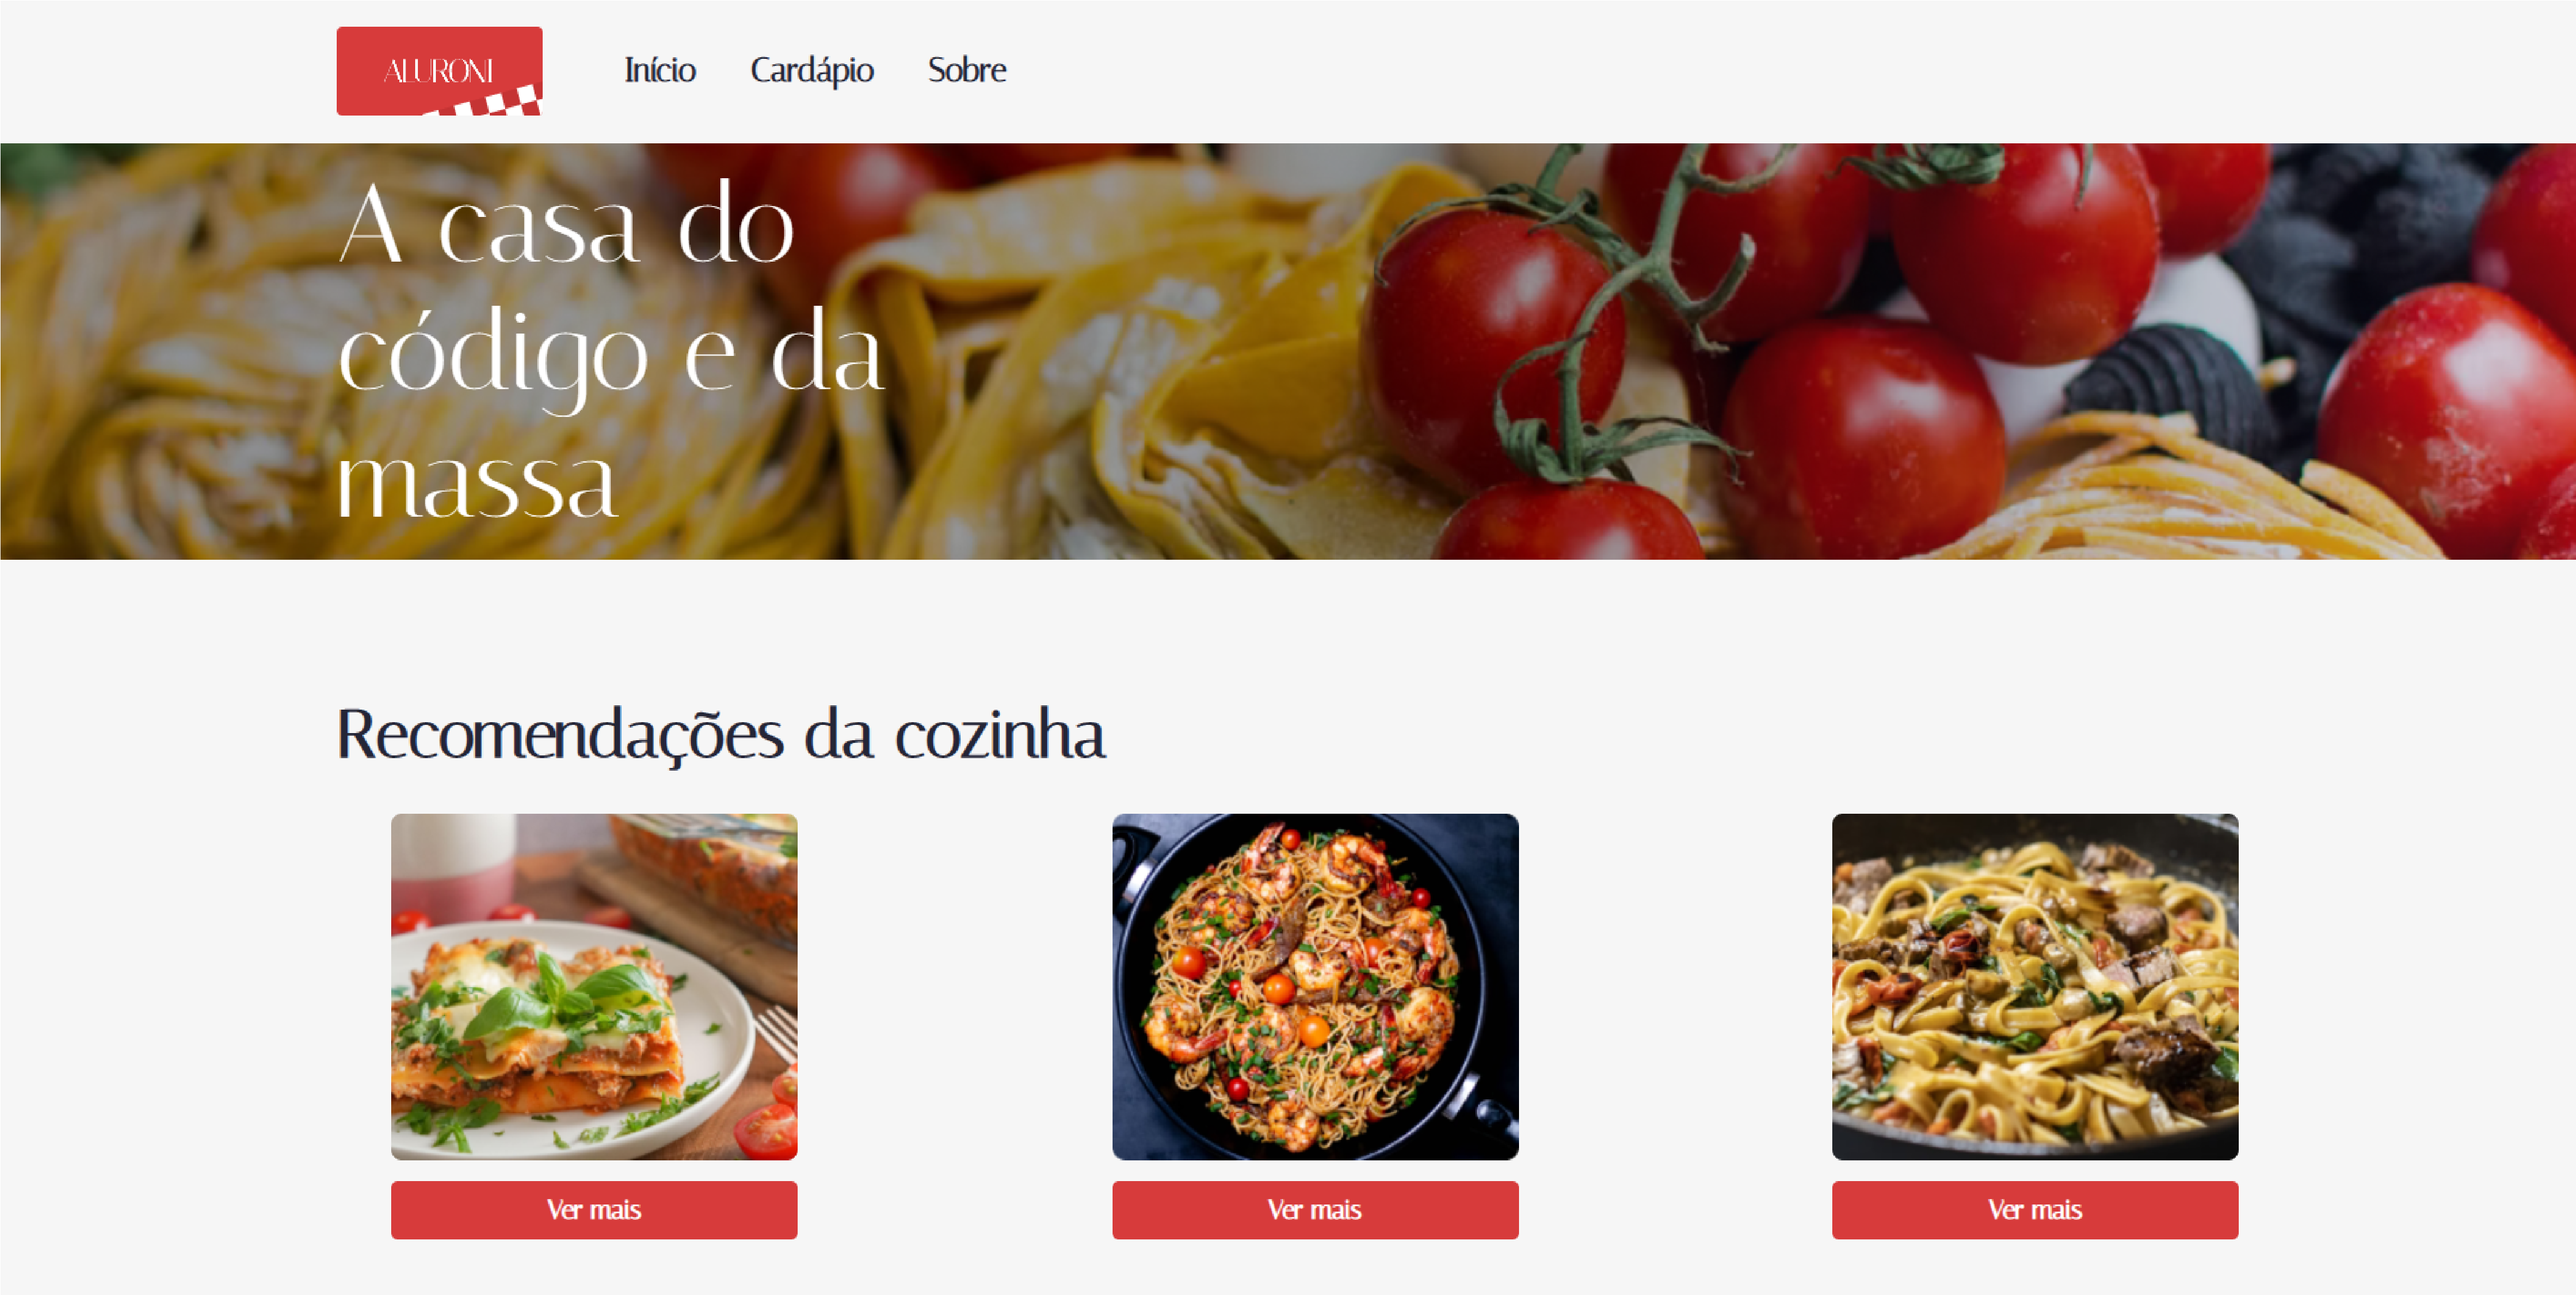 ALURONI
Início
Cardápio
Sobre
A casa do
código e da
massa
Recomendações da cozinha
Ver mais
Ver mais
Ver mais